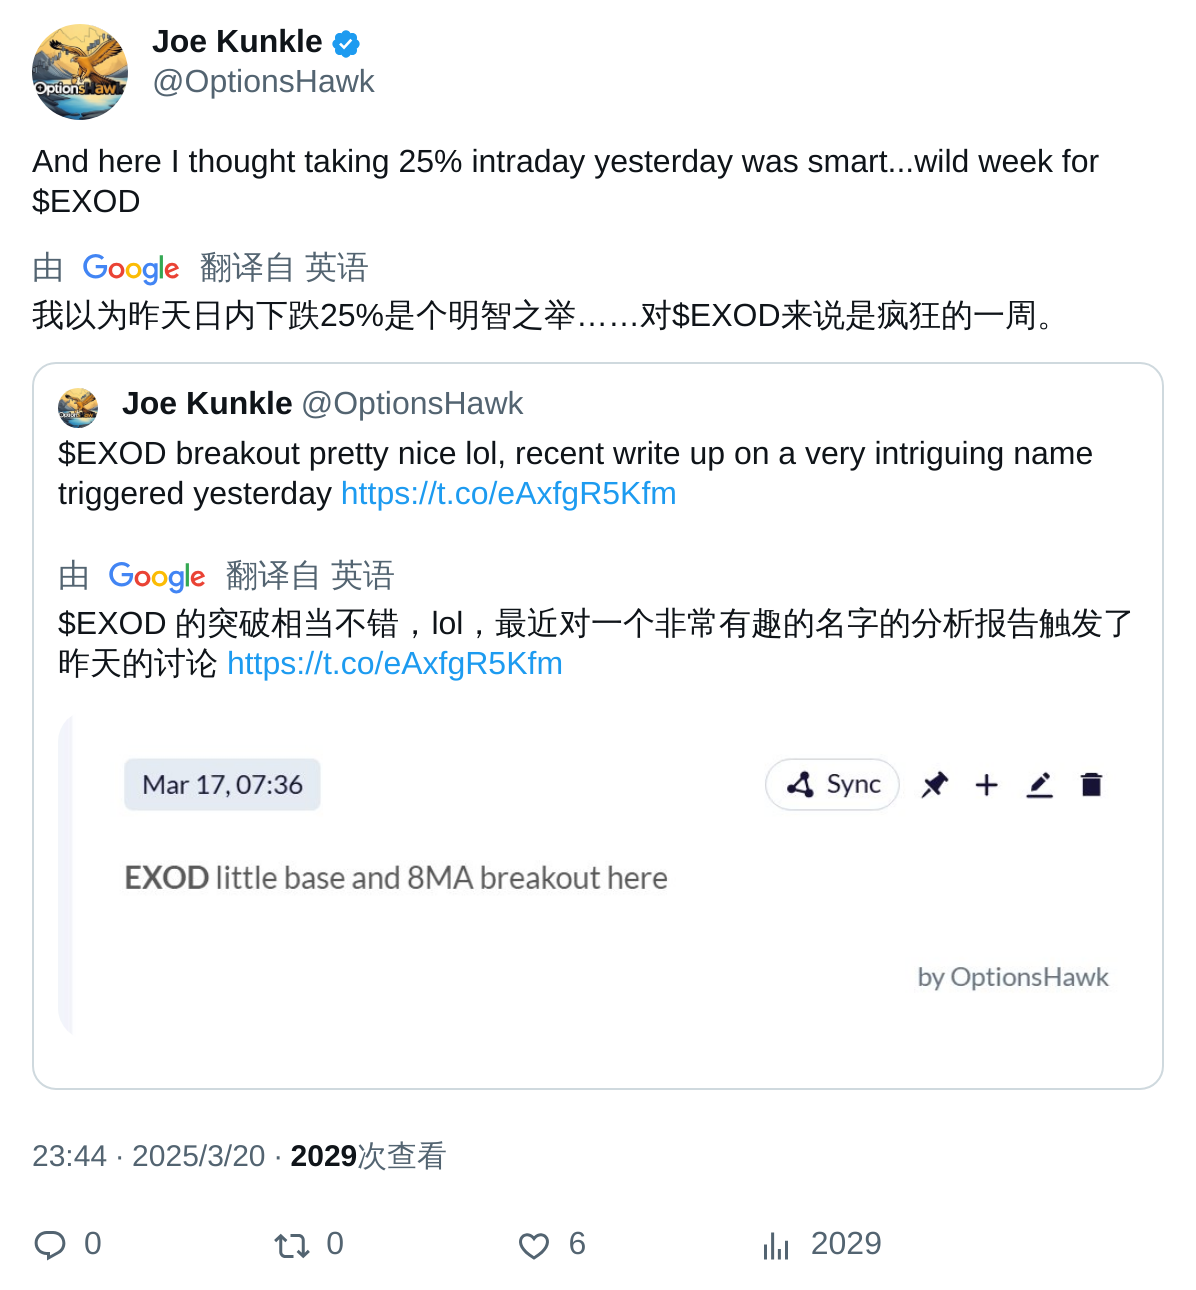 Joe Kunkle
@OptionsHawk
And here I thought taking 25% intraday yesterday was smart...wild week for
$EXOD
由 Google 翻译自 英语
我以为昨天日内下跌25%是个明智之举……对$EXOD来说是疯狂的一周。
Joe Kunkle @OptionsHawk
$EXOD breakout pretty nice lol, recent write up on a very intriguing name
triggered yesterday https://t.co/eAxfgR5Kfm
由 Google 翻译自 英语
$EXOD 的突破相当不错，lol，最近对一个非常有趣的名字的分析报告触发了
昨天的讨论 https://t.co/eAxfgR5Kfm
Mar 17, 07:36
Sync
EXOD little base and 8MA breakout here
by OptionsHawk
23:44 · 2025/3/20 · 2029次查看
0 0 6 2029